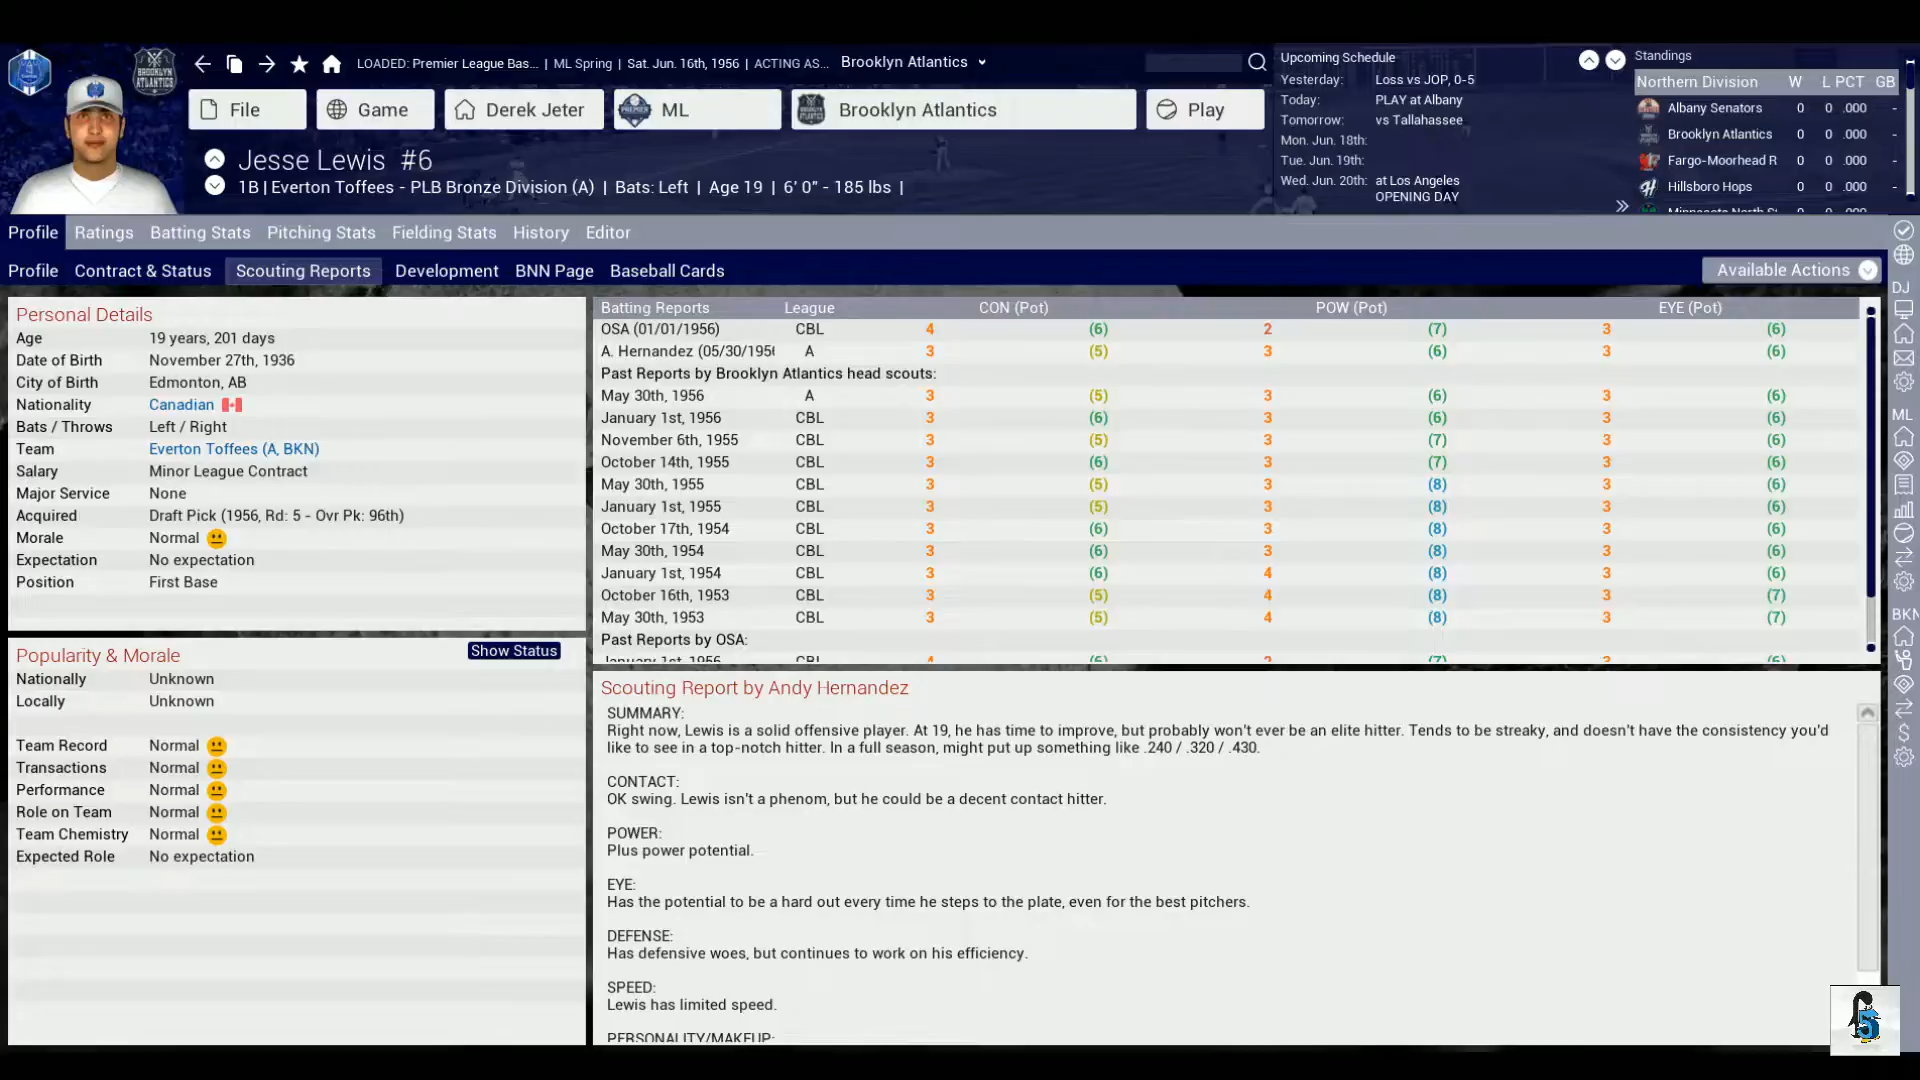 LOADED: Premier League Bas... | ML Spring | Sat. Jun. 16th, 1956 | ACTING AS... Brooklyn Atlantics
File Game Derek Jeter ML Brooklyn Atlantics Play
BROOKLYN ATLANTICS
Jesse Lewis #6
1B | Everton Toffees - PLB Bronze Division (A) | Bats: Left | Age 19 | 6' 0" - 185 lbs |
Upcoming Schedule
Yesterday: Loss vs JOP, 0-5
Today: PLAY at Albany
Tomorrow: vs Tallahassee
Mon. Jun. 18th:
Tue. Jun. 19th:
Wed. Jun. 20th: at Los Angeles
OPENING DAY
Standings
Northern Division W L PCT GB
Albany Senators 0 0 .000 -
Brooklyn Atlantics 0 0 .000 -
Fargo-Moorhead R 0 0 .000 -
Hillsboro Hops 0 0 .000 -
Profile Ratings Batting Stats Pitching Stats Fielding Stats History Editor
Profile Contract & Status Scouting Reports Development BNN Page Baseball Cards Available Actions
Personal Details
Age 19 years, 201 days
Date of Birth November 27th, 1936
City of Birth Edmonton, AB
Nationality Canadian
Bats / Throws Left / Right
Team Everton Toffees (A, BKN)
Salary Minor League Contract
Major Service None
Acquired Draft Pick (1956, Rd: 5 - Ovr Pk: 96th)
Morale Normal
Expectation No expectation
Position First Base
Popularity & Morale Show Status
Nationally Unknown
Locally Unknown
Team Record Normal
Transactions Normal
Performance Normal
Role on Team Normal
Team Chemistry Normal
Expected Role No expectation
Batting Reports League CON (Pot) POW (Pot) EYE (Pot)
OSA (01/01/1956) CBL 4 (6) 2 (7) 3 (6)
A. Hernandez (05/30/1956 A 3 (5) 3 (6) 3 (6)
Past Reports by Brooklyn Atlantics head scouts:
May 30th, 1956 A 3 (5) 3 (6) 3 (6)
January 1st, 1956 CBL 3 (6) 3 (6) 3 (6)
November 6th, 1955 CBL 3 (5) 3 (7) 3 (6)
October 14th, 1955 CBL 3 (6) 3 (7) 3 (6)
May 30th, 1955 CBL 3 (5) 3 (8) 3 (6)
January 1st, 1955 CBL 3 (5) 3 (8) 3 (6)
October 17th, 1954 CBL 3 (6) 3 (8) 3 (6)
May 30th, 1954 CBL 3 (6) 3 (8) 3 (6)
January 1st, 1954 CBL 3 (6) 4 (8) 3 (6)
October 16th, 1953 CBL 3 (5) 4 (8) 3 (7)
May 30th, 1953 CBL 3 (5) 4 (8) 3 (7)
Past Reports by OSA:
January 1st, 1956 CBL 4 (6) 2 (7) 3 (6)
Scouting Report by Andy Hernandez
SUMMARY:
Right now, Lewis is a solid offensive player. At 19, he has time to improve, but probably won't ever be an elite hitter. Tends to be streaky, and doesn't have the consistency you'd
like to see in a top-notch hitter. In a full season, might put up something like .240 / .320 / .430.
CONTACT:
OK swing. Lewis isn't a phenom, but he could be a decent contact hitter.
POWER:
Plus power potential.
EYE:
Has the potential to be a hard out every time he steps to the plate, even for the best pitchers.
DEFENSE:
Has defensive woes, but continues to work on his efficiency.
SPEED:
Lewis has limited speed.
PERSONALITY/MAKEUP:
DJ
ML
BKN